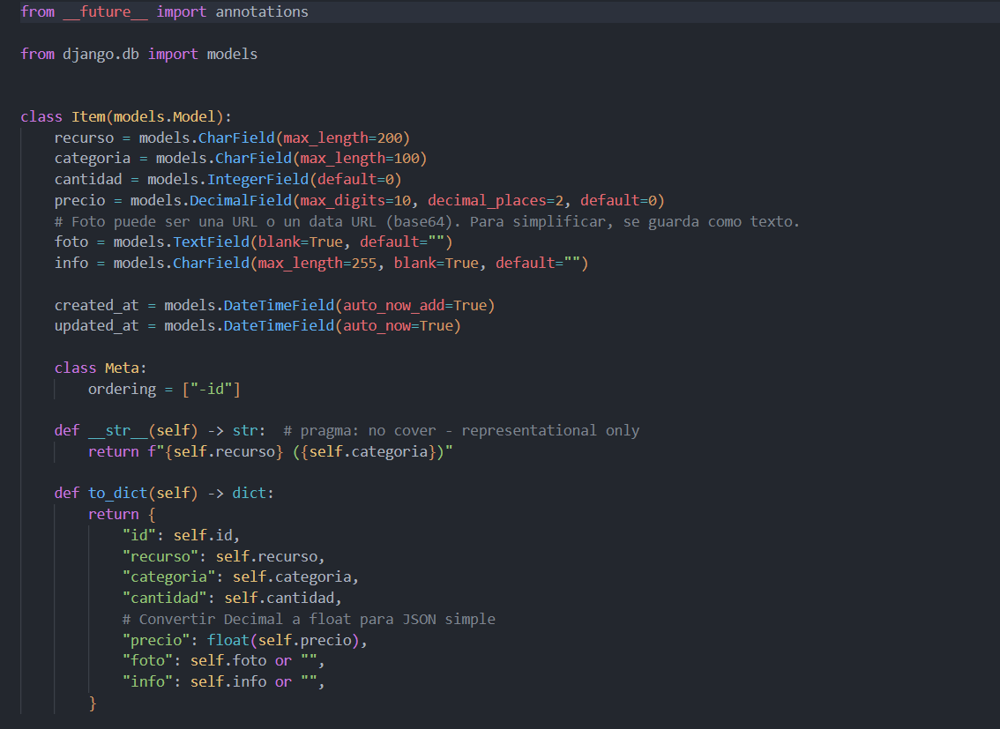 from __future__ import annotations
from django.db import models
class Item(models.Model):
    recurso = models.CharField(max_length=200)
    categoria = models.CharField(max_length=100)
    cantidad = models.IntegerField(default=0)
    precio = models.DecimalField(max_digits=10, decimal_places=2, default=0)
    # Foto puede ser una URL o un data URL (base64). Para simplificar, se guarda como texto.
    foto = models.TextField(blank=True, default="")
    info = models.CharField(max_length=255, blank=True, default="")
    created_at = models.DateTimeField(auto_now_add=True)
    updated_at = models.DateTimeField(auto_now=True)
    class Meta:
        ordering = ["-id"]
    def __str__(self) -> str:  # pragma: no cover - representational only
        return f"{self.recurso} ({self.categoria})"
    def to_dict(self) -> dict:
        return {
            "id": self.id,
            "recurso": self.recurso,
            "categoria": self.categoria,
            "cantidad": self.cantidad,
            # Convertir Decimal a float para JSON simple
            "precio": float(self.precio),
            "foto": self.foto or "",
            "info": self.info or "",
        }